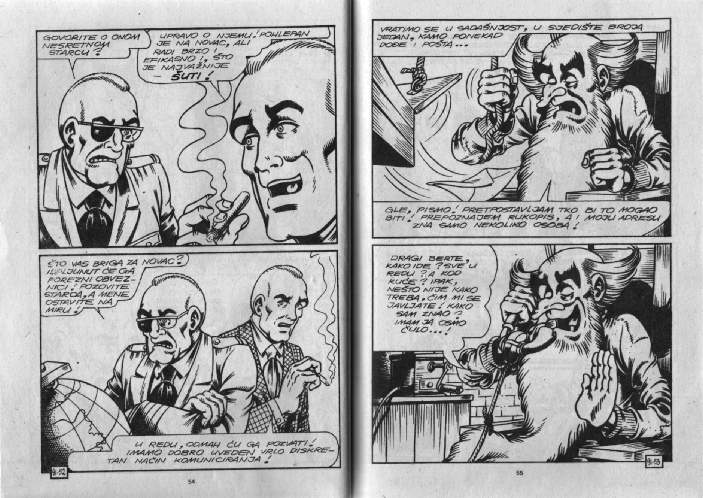 GOVORITE O ONOM
NESRETNOM
STARCU?
UPRAVO O NJEMU! POHLEPAN
JE NA NOVAC, ALI
RADI BRZO I
EFIKASNO I, ŠTO
JE NAJVAŽNIJE
- ŠUTI!
ŠTO VAS BRIGA ZA NOVAC?
ISPLJUNUT ĆE GA
POREZNI OBVEZ-
NICI! POZOVITE
STARCA, A MENE
OSTAVITE NA
MIRU!
U REDU, ODMAH ĆU GA POZVATI!
IMAMO DOBRO UVEDEN VRLO DISKRE-
TAN NAČIN KOMUNICIRANJA!
B-52
54
VRATIMO SE U SADAŠNJOST, U SJEDIŠTE BROJA
JEDAN, KAMO PONEKAD
DOĐE I POŠTA...
GLE, PISMO! PRETPOSTAVLJAM TKO BI TO MOGAO
BITI! PREPOZNAJEM RUKOPIS, A I MOJU ADRESU
ZNA SAMO NEKOLIKO OSOBA!
DRAGI BERTE,
KAKO IDE? SVE U
REDU? A KOD
KUĆE? IPAK,
NEŠTO NIJE KAKO
TREBA, ČIM MI SE
JAVLJATE! KAKO
SAM ZNAO?
IMAM JA OSMO
ČULO...!
B-53
55